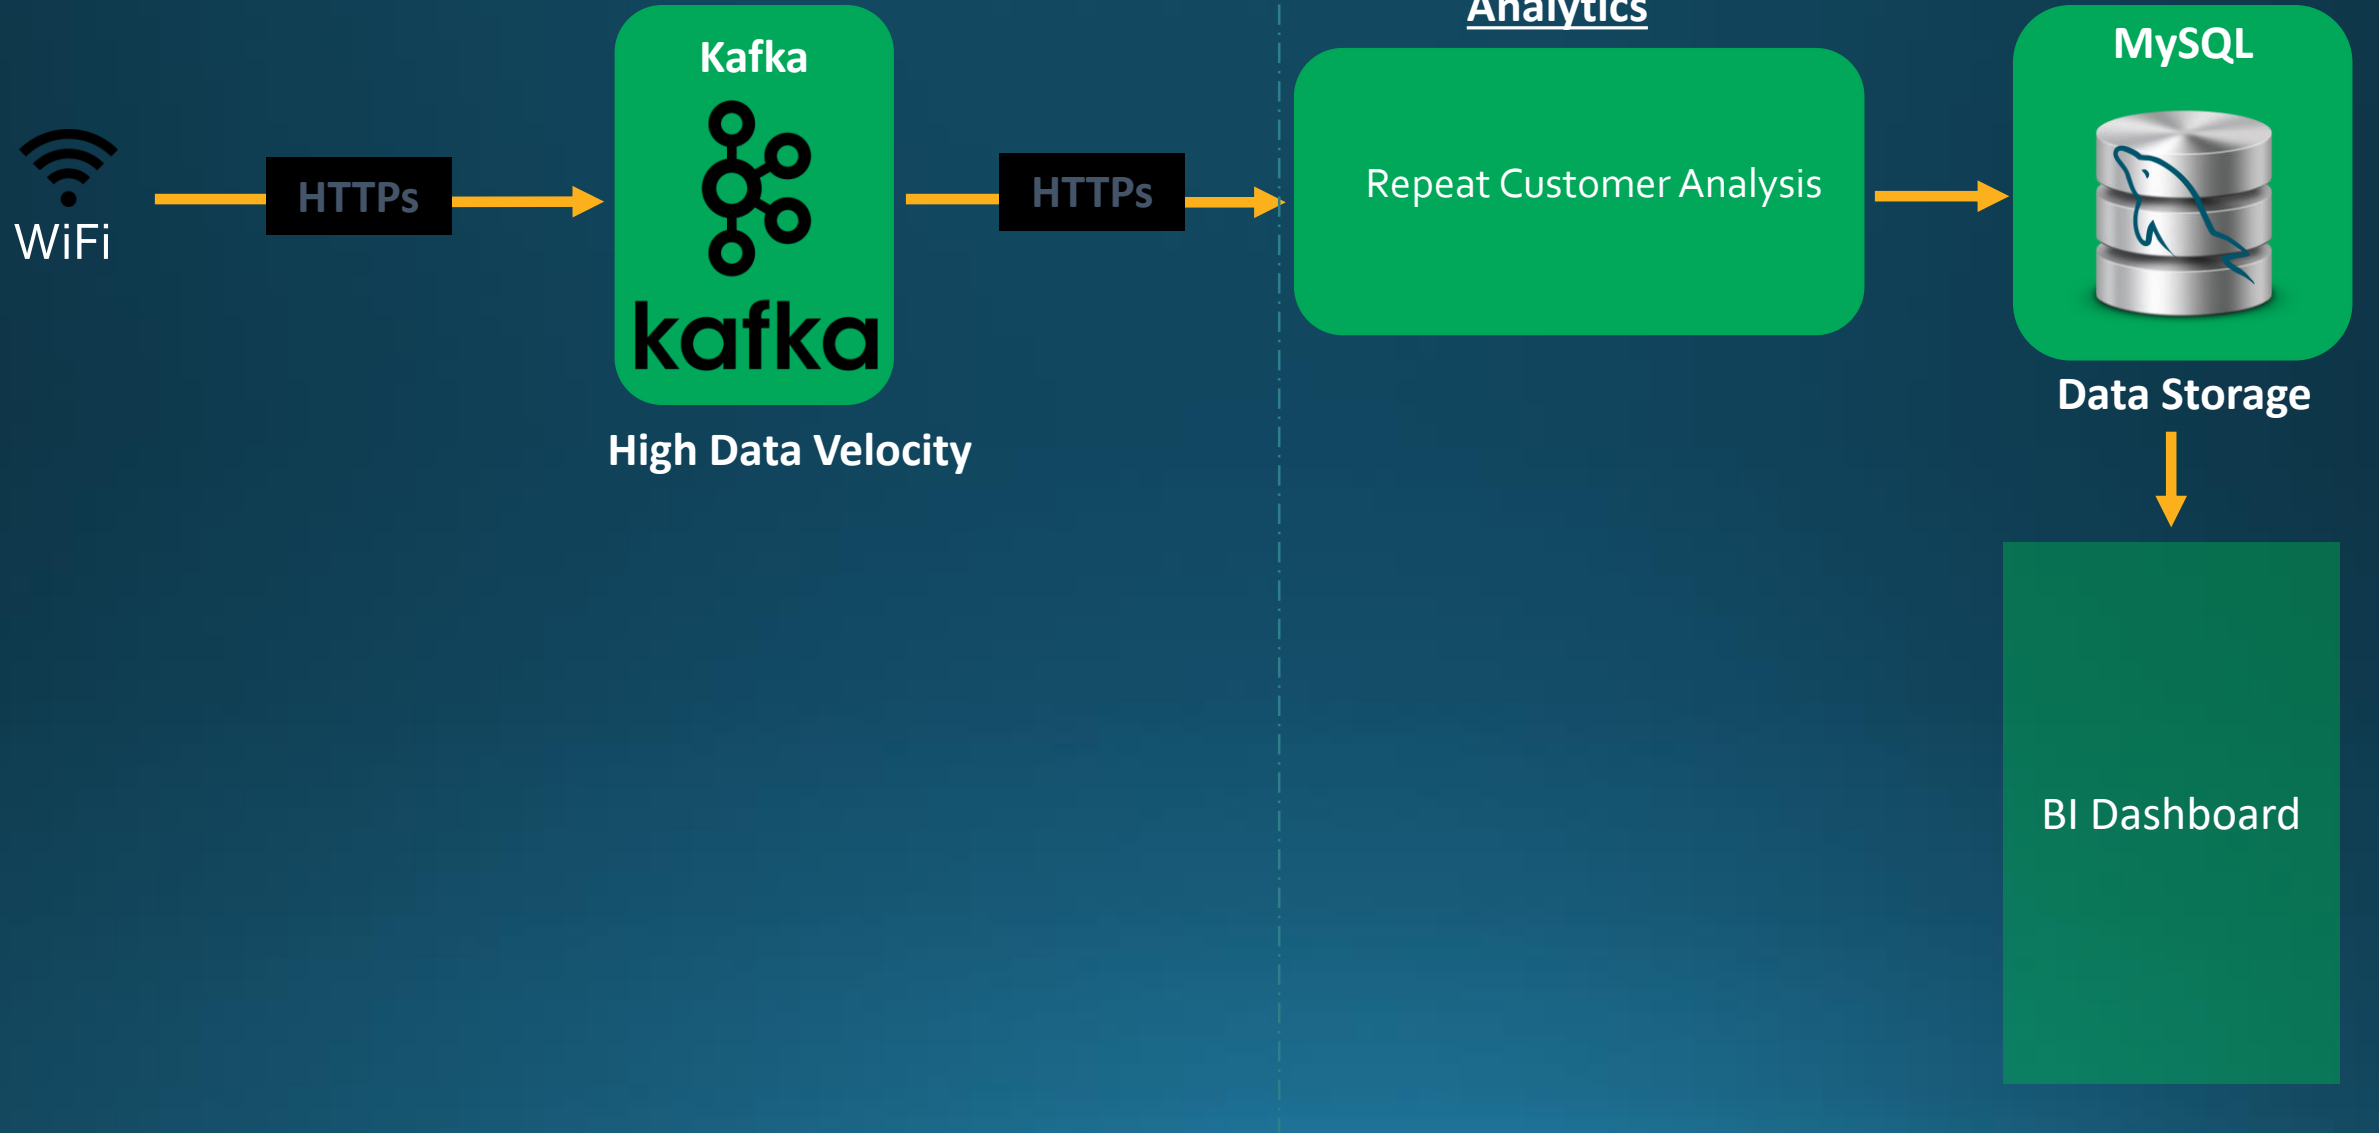 Analytics
Kafka
MySQL
WiFi
HTTPs
HTTPs
Repeat Customer Analysis
kafka
Data Storage
High Data Velocity
BI Dashboard